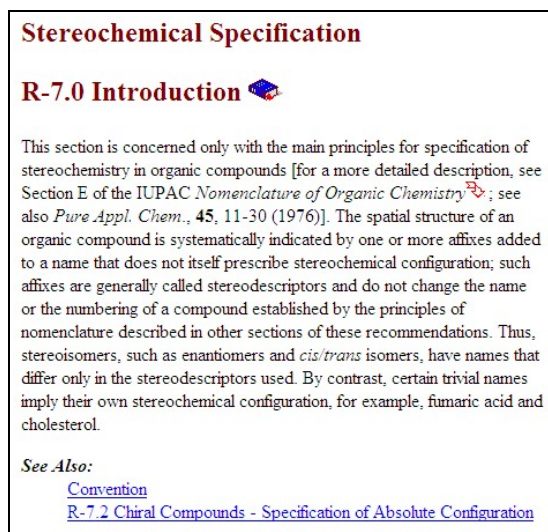 Stereochemical Specification
R-7.0 Introduction
This section is concerned only with the main principles for specification of
stereochemistry in organic compounds [for a more detailed description, see
Section E of the IUPAC Nomenclature of Organic Chemistry ; see
also Pure Appl. Chem., 45, 11-30 (1976)]. The spatial structure of an
organic compound is systematically indicated by one or more affixes added
to a name that does not itself prescribe stereochemical configuration; such
affixes are generally called stereodescriptors and do not change the name
or the numbering of a compound established by the principles of
nomenclature described in other sections of these recommendations. Thus,
stereoisomers, such as enantiomers and cis/trans isomers, have names that
differ only in the stereodescriptors used. By contrast, certain trivial names
imply their own stereochemical configuration, for example, fumaric acid and
cholesterol.
See Also:
Convention
R-7.2 Chiral Compounds - Specification of Absolute Configuration